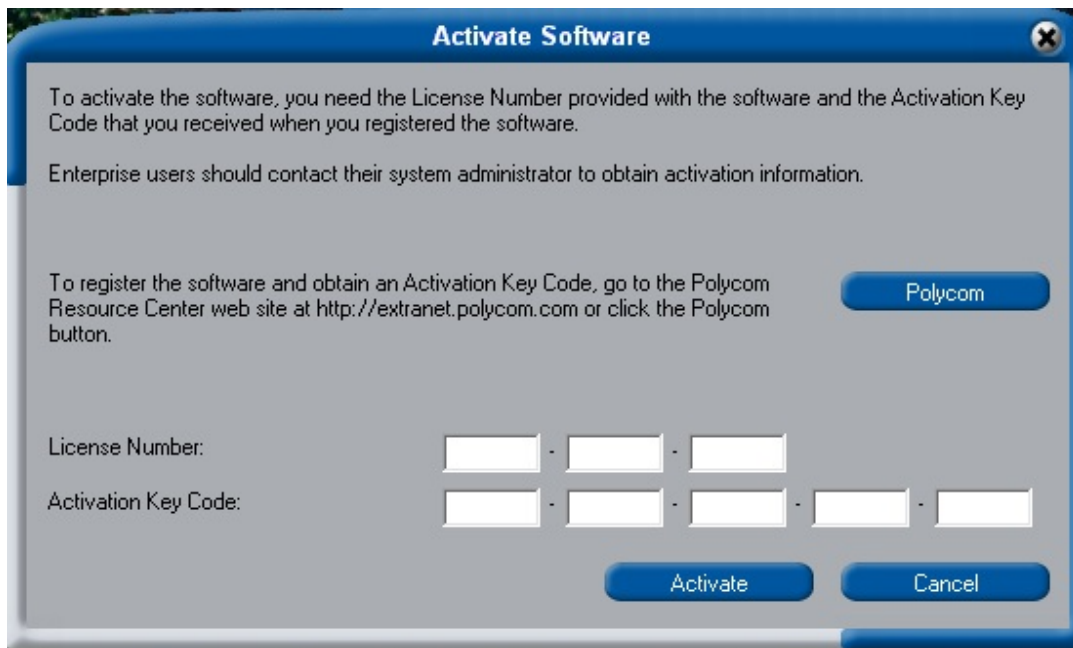 Activate Software
To activate the software, you need the License Number provided with the software and the Activation Key
Code that you received when you registered the software.
Enterprise users should contact their system administrator to obtain activation information.
To register the software and obtain an Activation Key Code, go to the Polycom
Resource Center web site at http://extranet.polycom.com or click the Polycom
button.
Polycom
License Number:
- -
Activation Key Code:
- - - -
Activate
Cancel